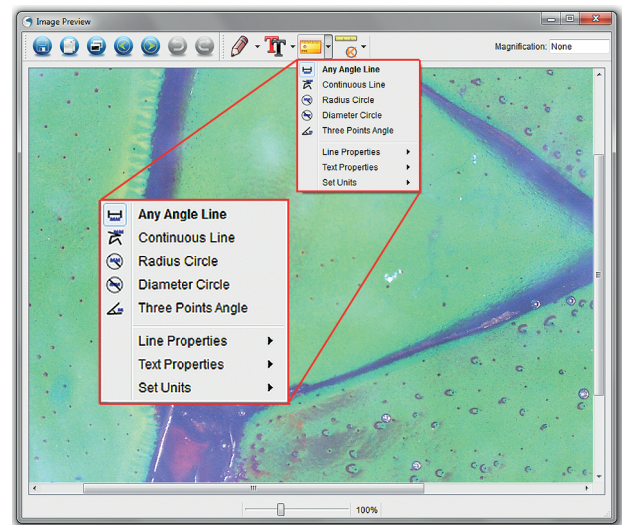 Image Preview
Magnification: None
Any Angle Line
Continuous Line
Radius Circle
Diameter Circle
Three Points Angle
Line Properties
Text Properties
Set Units
Any Angle Line
Continuous Line
Radius Circle
Diameter Circle
Three Points Angle
Line Properties
Text Properties
Set Units
100%